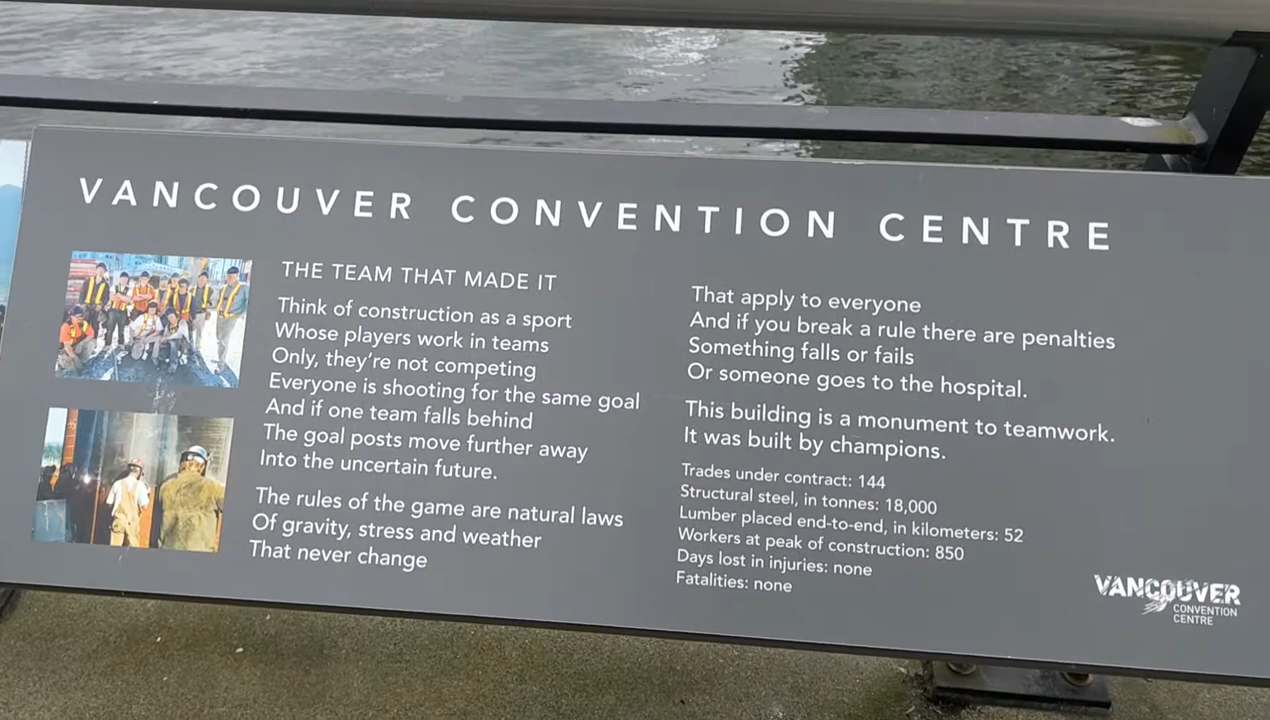 VANCOUVER CONVENTION CENTRE
THE TEAM THAT MADE IT
Think of construction as a sport
Whose players work in teams
Only, they're not competing
Everyone is shooting for the same goal
And if one team falls behind
The goal posts move further away
Into the uncertain future.
The rules of the game are natural laws
Of gravity, stress and weather
That never change
That apply to everyone
And if you break a rule there are penalties
Something falls or fails
Or someone goes to the hospital.
This building is a monument to teamwork.
It was built by champions.
Trades under contract: 144
Structural steel, in tonnes: 18,000
Lumber placed end-to-end, in kilometers: 52
Workers at peak of construction: 850
Days lost in injuries: none
Fatalities: none
VANCOUVER
CONVENTION
CENTRE